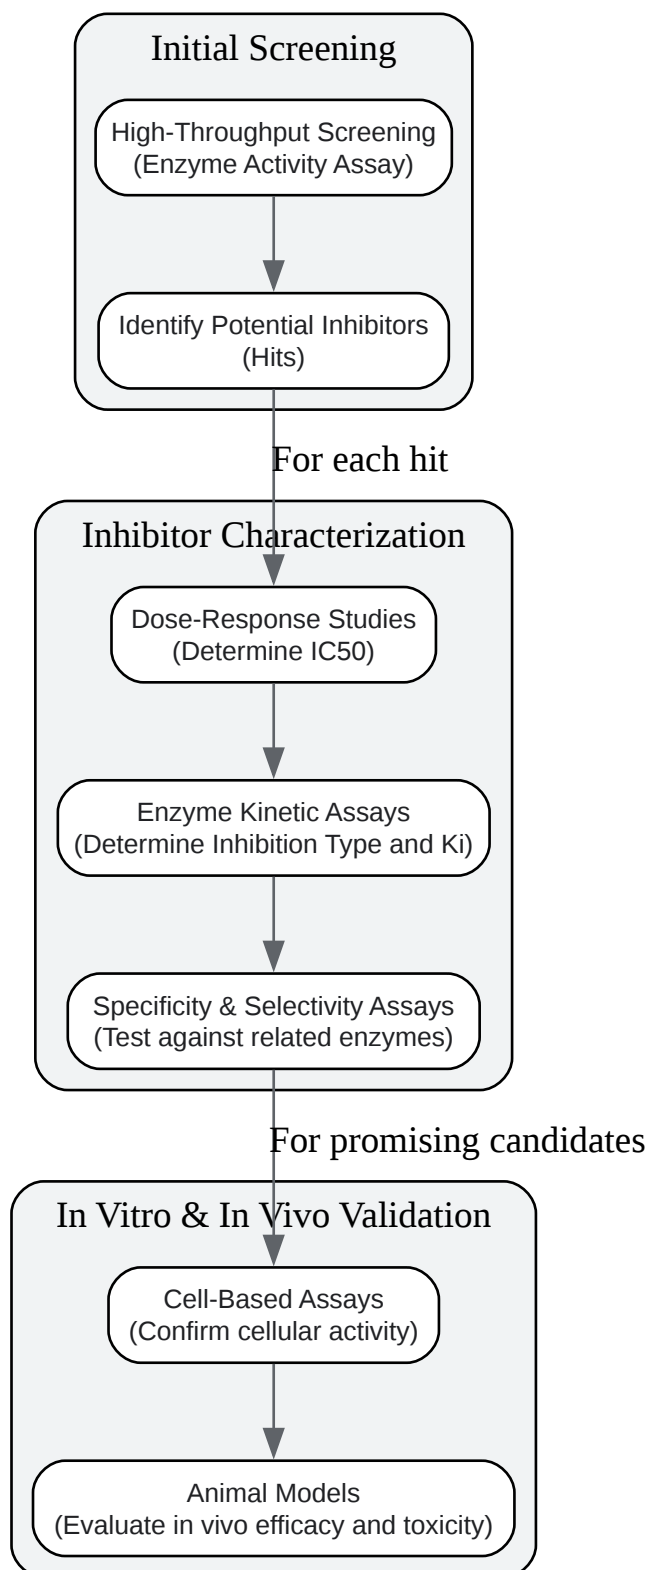 Initial Screening
High-Throughput Screening
(Enzyme Activity Assay)
Identify Potential Inhibitors
(Hits)
For each hit
Inhibitor Characterization
Dose-Response Studies
(Determine IC50)
Enzyme Kinetic Assays
(Determine Inhibition Type and Ki)
Specificity & Selectivity Assays
(Test against related enzymes)
For promising candidates
In Vitro & In Vivo Validation
Cell-Based Assays
(Confirm cellular activity)
Animal Models
(Evaluate in vivo efficacy and toxicity)